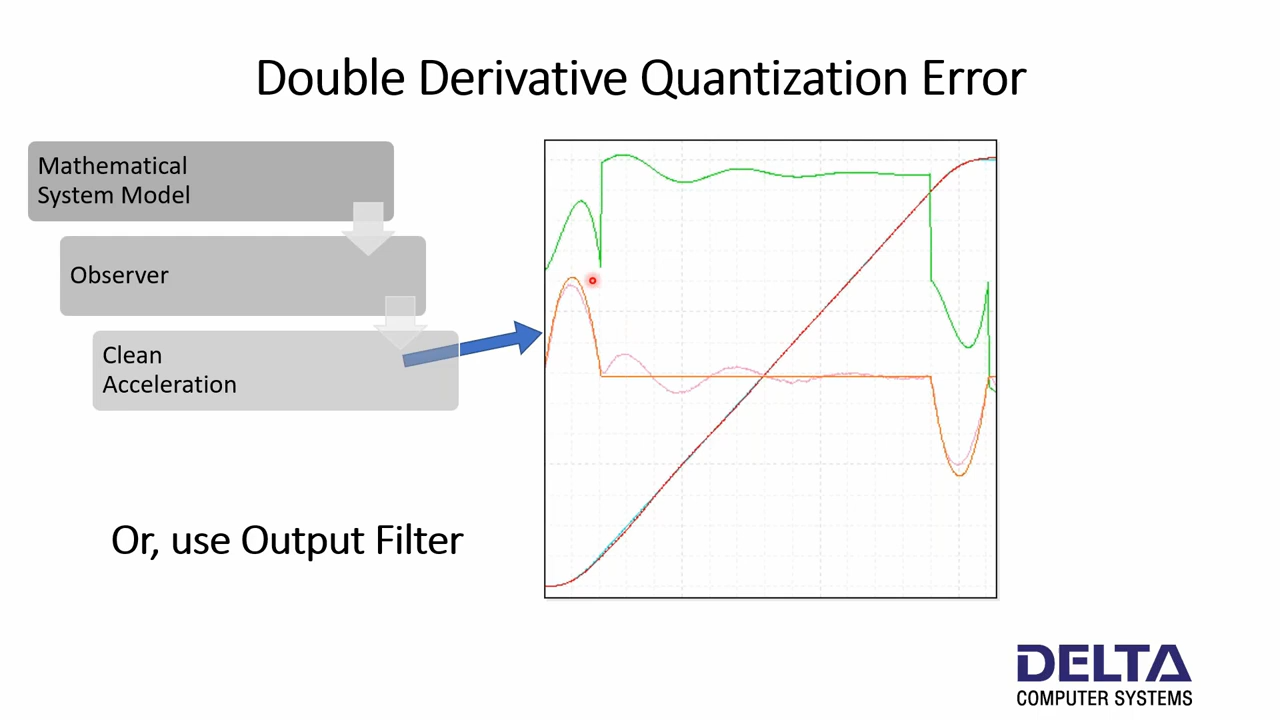 Double Derivative Quantization Error
Mathematical
System Model
Observer
Clean
Acceleration
Or, use Output Filter
DELTA
COMPUTER SYSTEMS